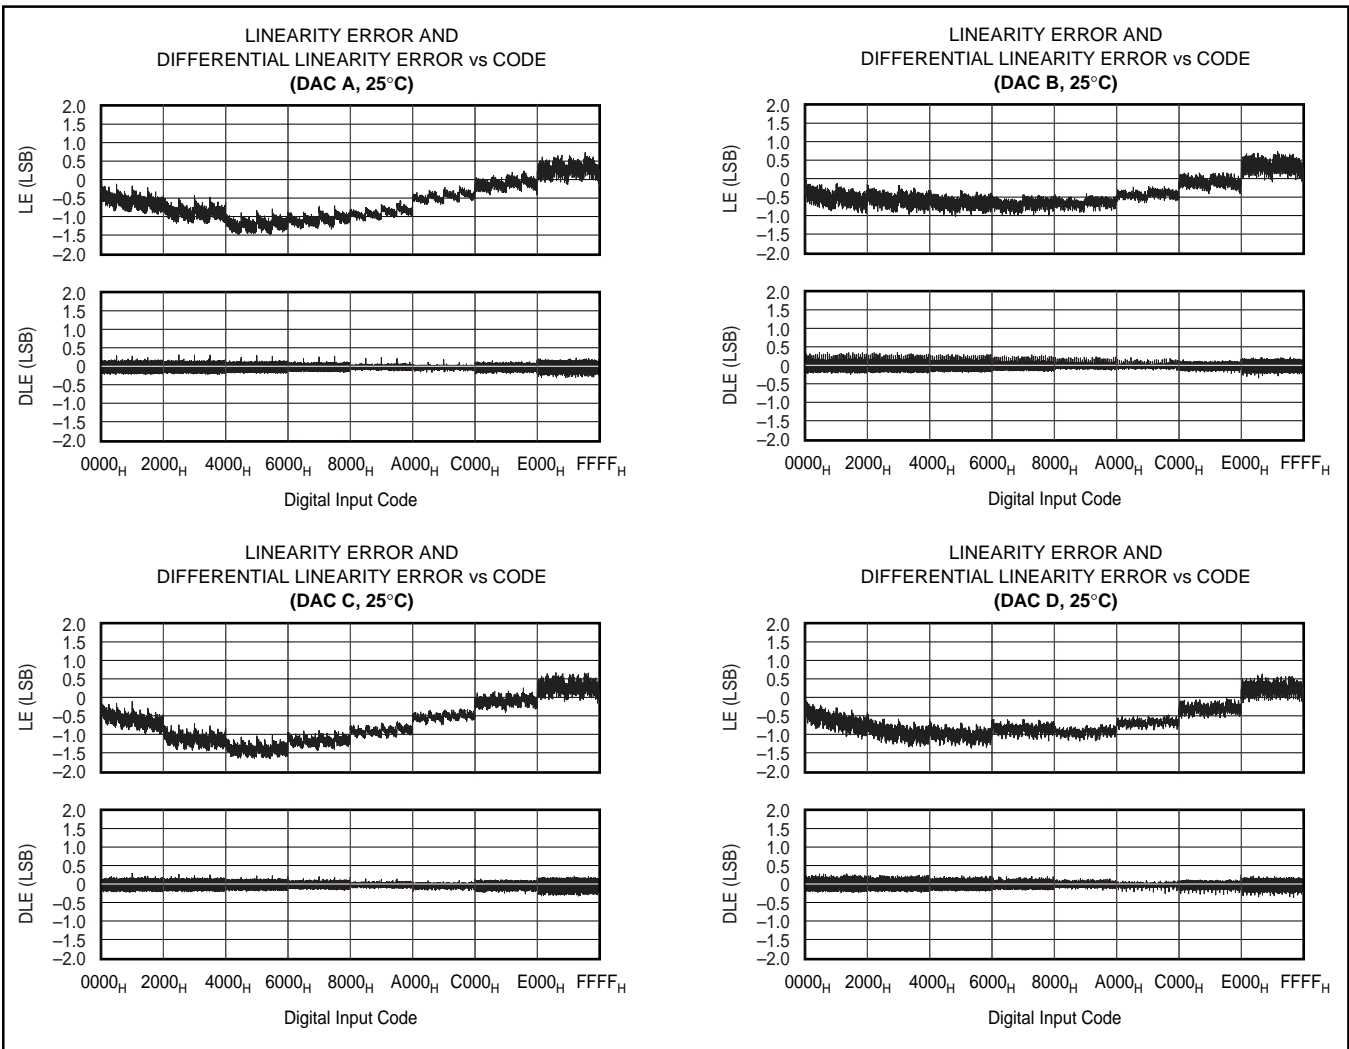 LINEARITY ERROR AND
DIFFERENTIAL LINEARITY ERROR vs CODE
(DAC A, 25°C)
LE (LSB)
2.0
1.5
1.0
0.5
0
–0.5
–1.0
–1.5
–2.0
DLE (LSB)
2.0
1.5
1.0
0.5
0
–0.5
–1.0
–1.5
–2.0
0000H 2000H 4000H 6000H 8000H A000H C000H E000H FFFFH
Digital Input Code
LINEARITY ERROR AND
DIFFERENTIAL LINEARITY ERROR vs CODE
(DAC B, 25°C)
LE (LSB)
2.0
1.5
1.0
0.5
0
–0.5
–1.0
–1.5
–2.0
DLE (LSB)
2.0
1.5
1.0
0.5
0
–0.5
–1.0
–1.5
–2.0
0000H 2000H 4000H 6000H 8000H A000H C000H E000H FFFFH
Digital Input Code
LINEARITY ERROR AND
DIFFERENTIAL LINEARITY ERROR vs CODE
(DAC C, 25°C)
LE (LSB)
2.0
1.5
1.0
0.5
0
–0.5
–1.0
–1.5
–2.0
DLE (LSB)
2.0
1.5
1.0
0.5
0
–0.5
–1.0
–1.5
–2.0
0000H 2000H 4000H 6000H 8000H A000H C000H E000H FFFFH
Digital Input Code
LINEARITY ERROR AND
DIFFERENTIAL LINEARITY ERROR vs CODE
(DAC D, 25°C)
LE (LSB)
2.0
1.5
1.0
0.5
0
–0.5
–1.0
–1.5
–2.0
DLE (LSB)
2.0
1.5
1.0
0.5
0
–0.5
–1.0
–1.5
–2.0
0000H 2000H 4000H 6000H 8000H A000H C000H E000H FFFFH
Digital Input Code